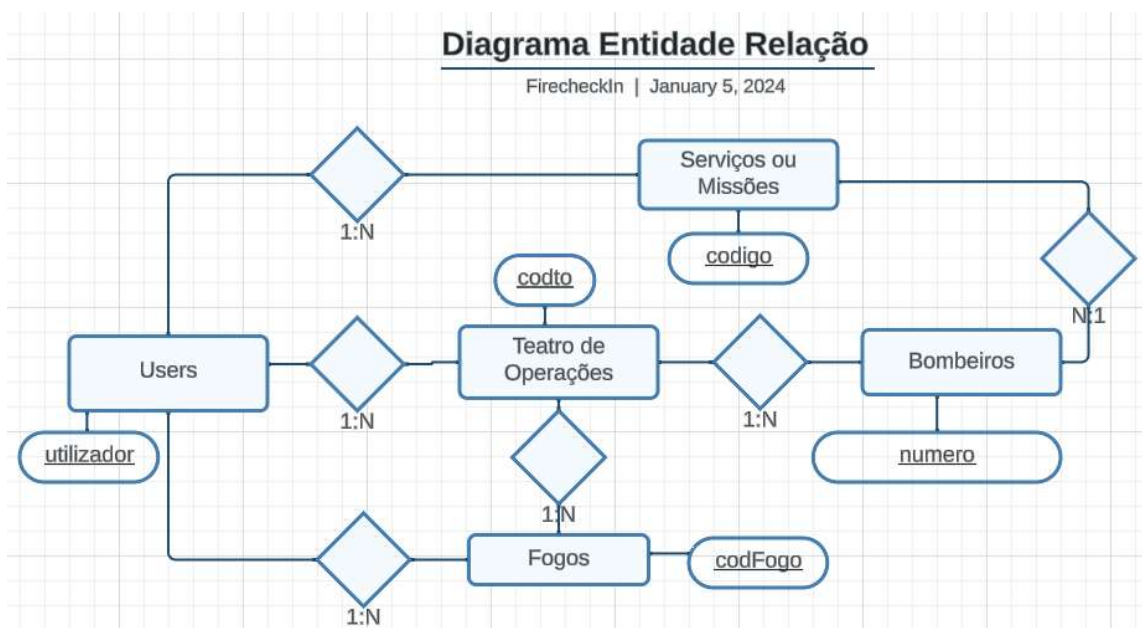 Diagrama Entidade Relação
FirecheckIn | January 5, 2024
Serviços ou
Missões
1:N
codigo
codto
N:1
Teatro de
Operações
Users
Bombeiros
1:N
1:N
utilizador
numero
1:N
Fogos
codFogo
1:N